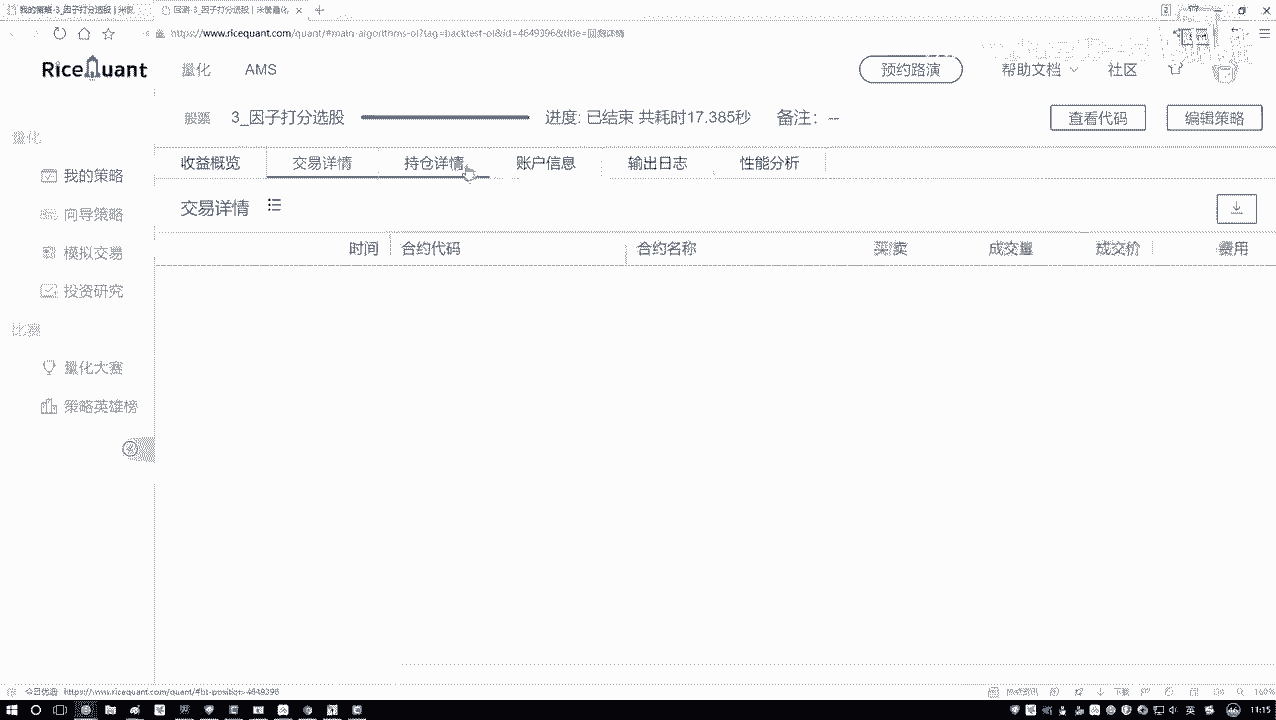 我的策略-3_因子打分选股 | 米筐
回测-3_因子打分选股 | 米筐量化
https://www.ricequant.com/quant/#main-algorithms-ol?tag=backtest-ol&id=4649396&title=回测详情
RiceQuant 量化 AMS 预约路演 帮助文档 社区
股票 3_因子打分选股 进度: 已结束 共耗时17.385秒 备注: -- 查看代码 编辑策略
量化
我的策略
向导策略
模拟交易
投资研究
比赛
量化大赛
策略英雄榜
收益概览 交易详情 持仓详情 账户信息 输出日志 性能分析
交易详情
时间 合约代码 合约名称 买/卖 成交量 成交价 费用
今日优选 https://www.ricequant.com/quant/#bt-position-4649396
下载 160%
英 11:15